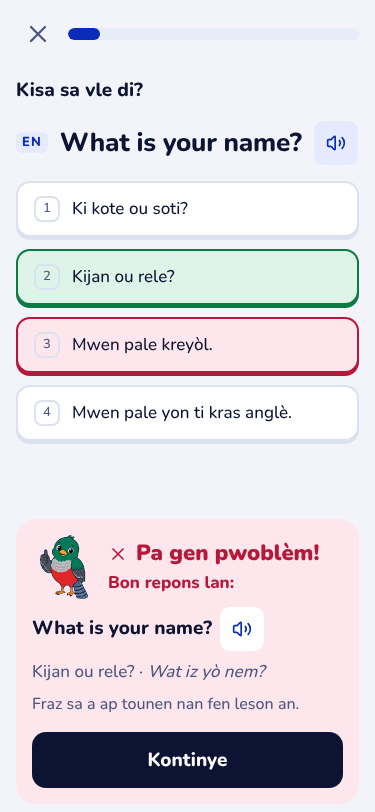 Kisa sa vle di?
EN What is your name?
1 Ki kote ou soti?
2 Kijan ou rele?
3 Mwen pale kreyòl.
4 Mwen pale yon ti kras anglè.
Pa gen pwoblèm!
Bon repons lan:
What is your name?
Kijan ou rele? · Wat iz yò nem?
Fraz sa a ap tounen nan fen leson an.
Kontinye